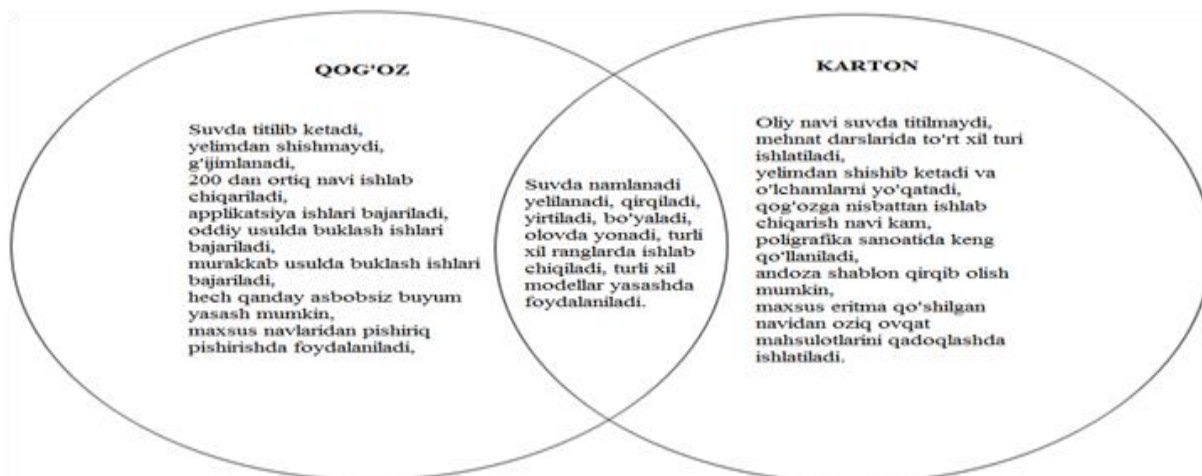 QOG'OZ
Suvda titilib ketadi,
yelimdan shishmaydi,
g'ijimlanadi,
200 dan ortiq navi ishlab
chiqariladi,
applikatsiya ishlari bajariladi,
oddiy usulda buklash ishlari
bajariladi,
murakkab usulda buklash ishlari
bajariladi,
hech qanday asbobsiz buyum
yasash mumkin,
maxsus navlaridan pishiriq
pishirishda foydalaniladi,
Suvda namlanadi
yelilanadi, qirqiladi,
yirtiladi, bo'yaladi,
olovda yonadi, turli
xil ranglarda ishlab
chiqiladi, turli xil
modellar yasashda
foydalaniladi.
KARTON
Oliy navi suvda titilmaydi,
mehnat darslarida to'rt xil turi
ishlatiladi,
yelimdan shishib ketadi va
o'lchamlarni yo'qatadi,
qog'ozga nisbattan ishlab
chiqarish navi kam,
poligrafika sanoatida keng
qo'llaniladi,
andoza shablon qirqib olish
mumkin,
maxsus eritma qo'shilgan
navidan oziq ovqat
mahsulotlarini qadoqlashda
ishlatiladi.